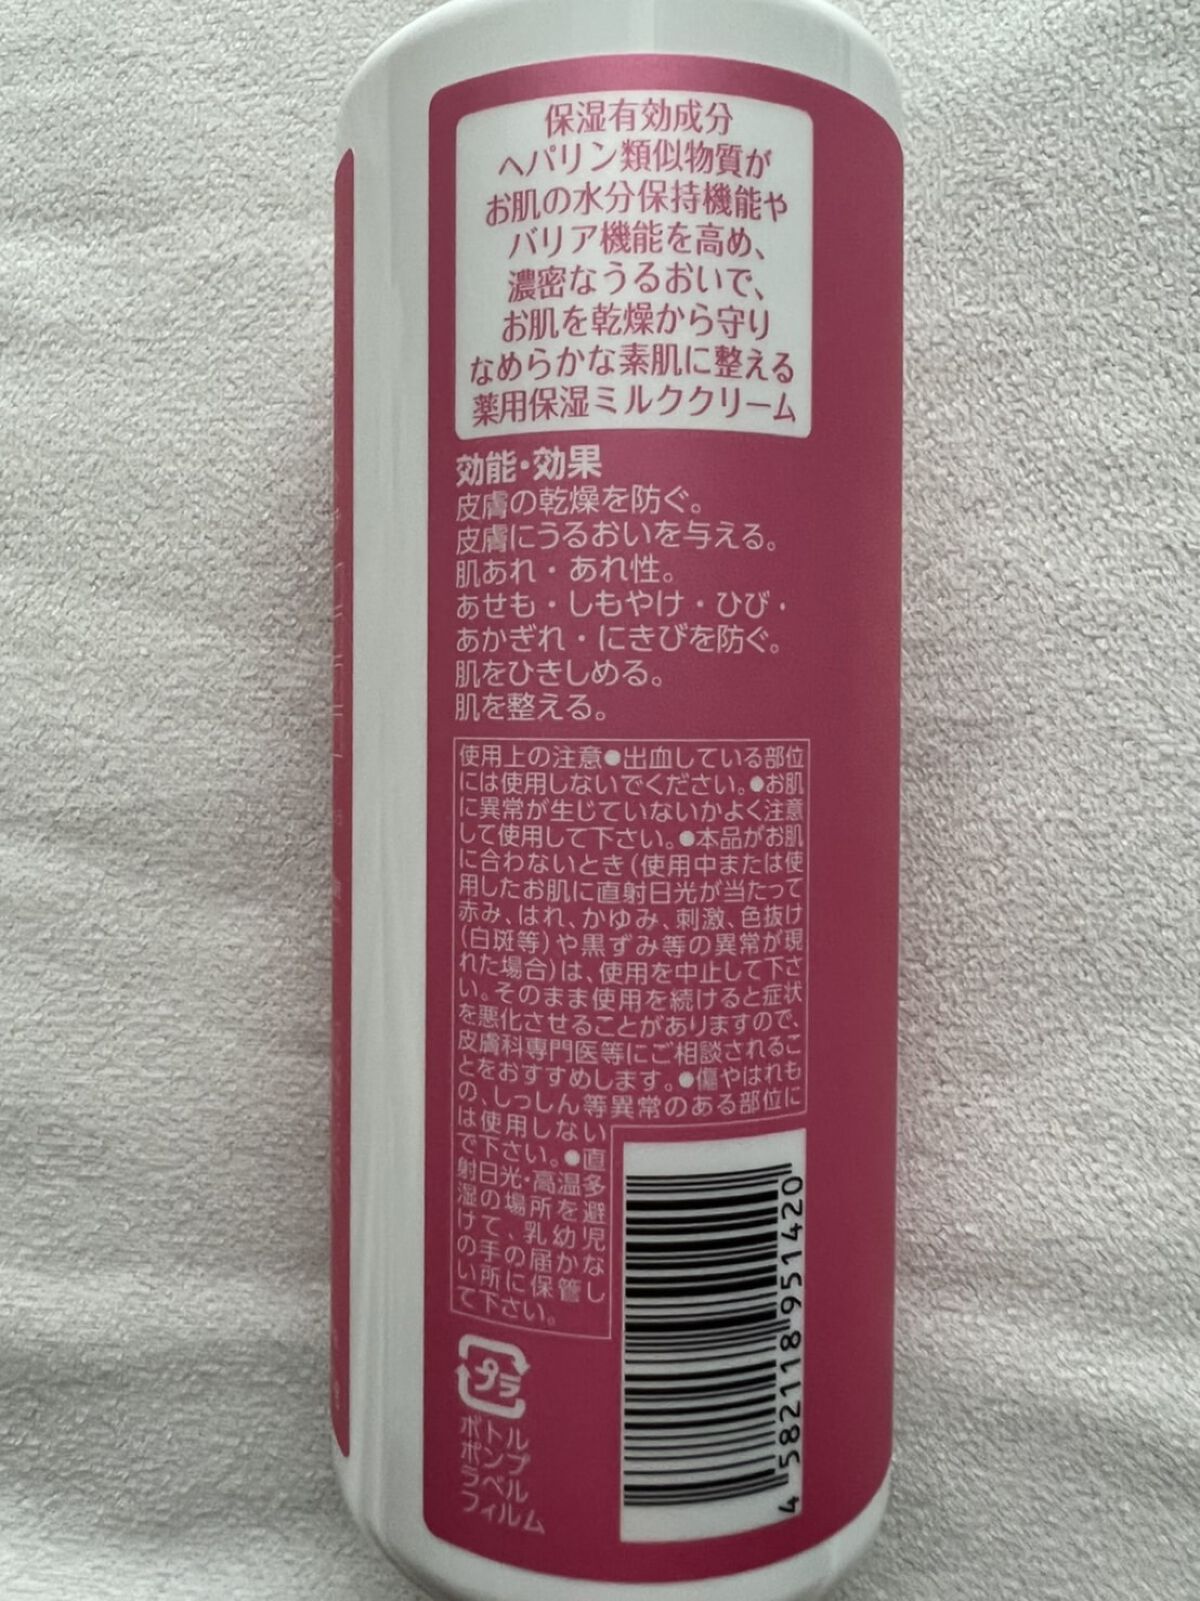 保湿有効成分
ヘパリン類似物質が
お肌の水分保持機能や
バリア機能を高め、
濃密なうるおいで、
お肌を乾燥から守り
なめらかな素肌に整える
薬用保湿ミルククリーム
効能・効果
皮膚の乾燥を防ぐ。
皮膚にうるおいを与える。
肌あれ・あれ性。
あせも・しもやけ・ひび・
あかぎれ・にきびを防ぐ。
肌をひきしめる。
肌を整える。
使用上の注意●出血している部位
には使用しないでください。●お肌
に異常が生じていないかよく注意
して使用して下さい。●本品がお肌
に合わないとき(使用中または使
用したお肌に直射日光が当たって
赤み、はれ、かゆみ、刺激、色抜け
(白斑等)や黒ずみ等の異常が現
れた場合)は、使用を中止して下さ
い。そのまま使用を続けると症状
を悪化させることがありますので、
皮膚科専門医等にご相談されるこ
とをおすすめします。●傷やはれも
の、しっしん等異常のある部位に
は使用しない
で下さい。●直
射日光・高温多
湿の場所を避
けて、乳幼児
の手の届かな
い所に保管し
て下さい。
プラ
ボトル
ポンプ
ラベル
フィルム
4 582118 951420